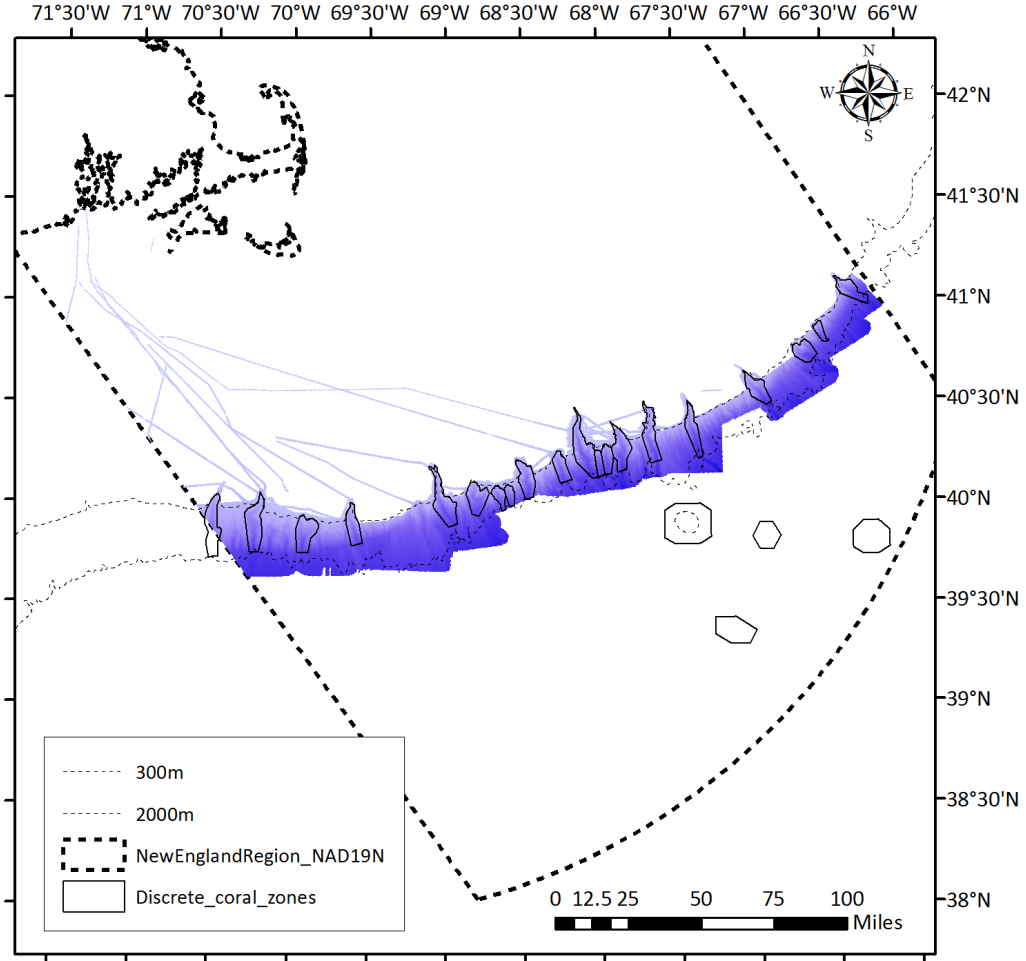 71°30'W 71°W 70°30'W 70°W 69°30'W 69°W 68°30'W 68°W 67°30'W 67°W 66°30'W 66°W
N
W E
S
42°N
41°30'N
41°N
40°30'N
40°N
39°30'N
39°N
38°30'N
38°N
300m
2000m
NewEnglandRegion_NAD19N
Discrete_coral_zones
0 12.5 25 50 75 100
Miles